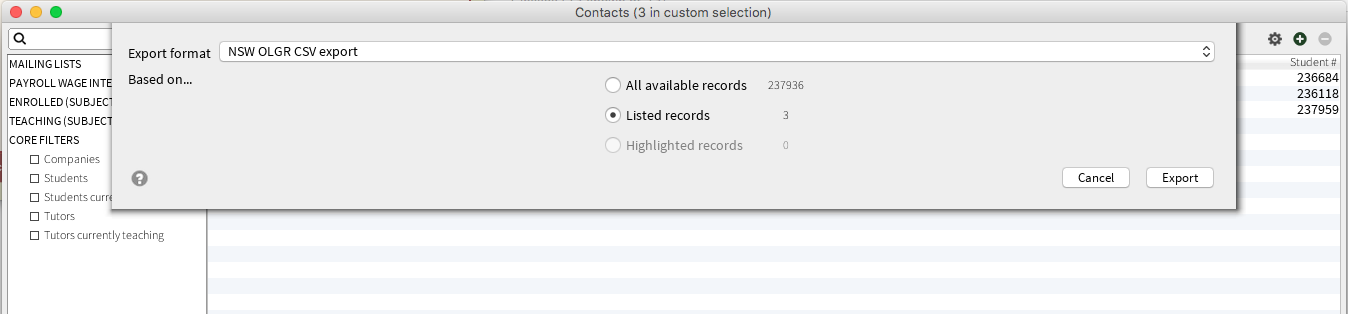 Contacts (3 in custom selection)
Export format NSW OLGR CSV export
Based on...
All available records 237936
Listed records 3
Highlighted records 0
? Cancel Export
MAILING LISTS
PAYROLL WAGE INTE
ENROLLED (SUBJECT
TEACHING (SUBJECT
CORE FILTERS
Companies
Students
Students curre
Tutors
Tutors currently teaching
Student #
236684
236118
237959